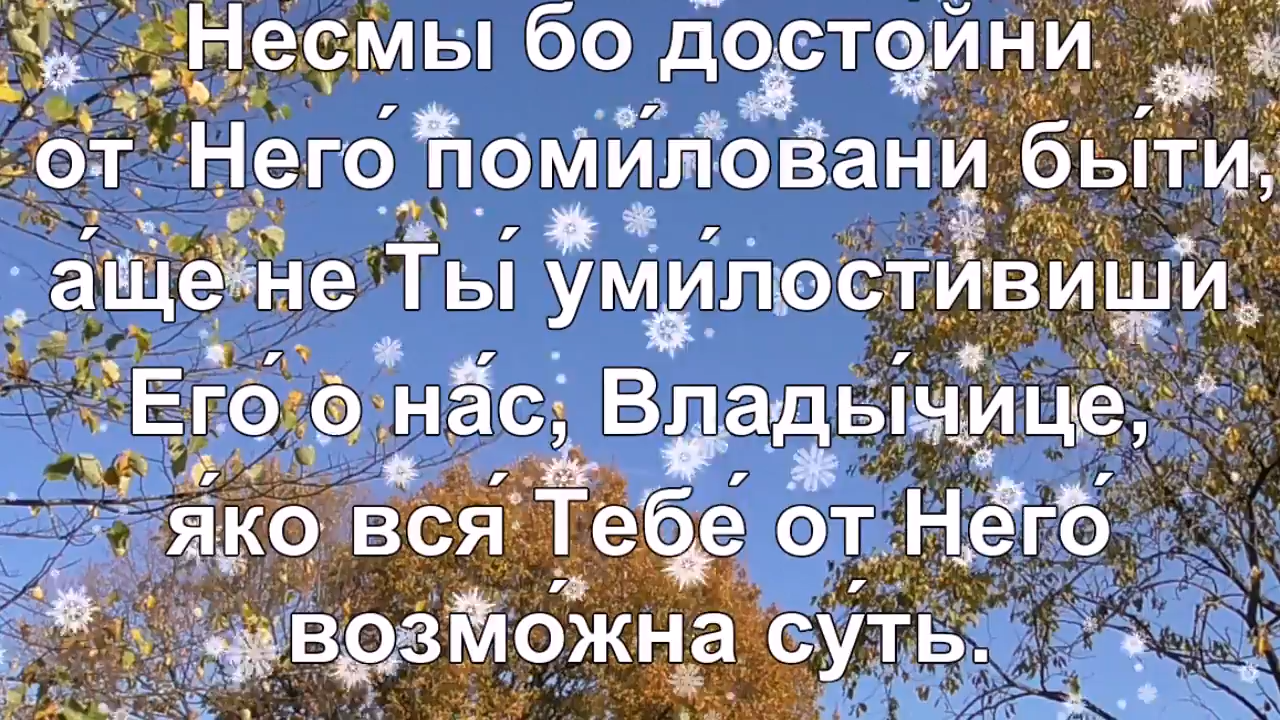 Несмы бо достойни
от Него́ поми́ловани бы́ти,
а́ще не Ты́ уми́лостивиши
Его́ о на́с, Влады́чице,
я́ко вся́ Тебе́ от Него́
возмо́жна су́ть.